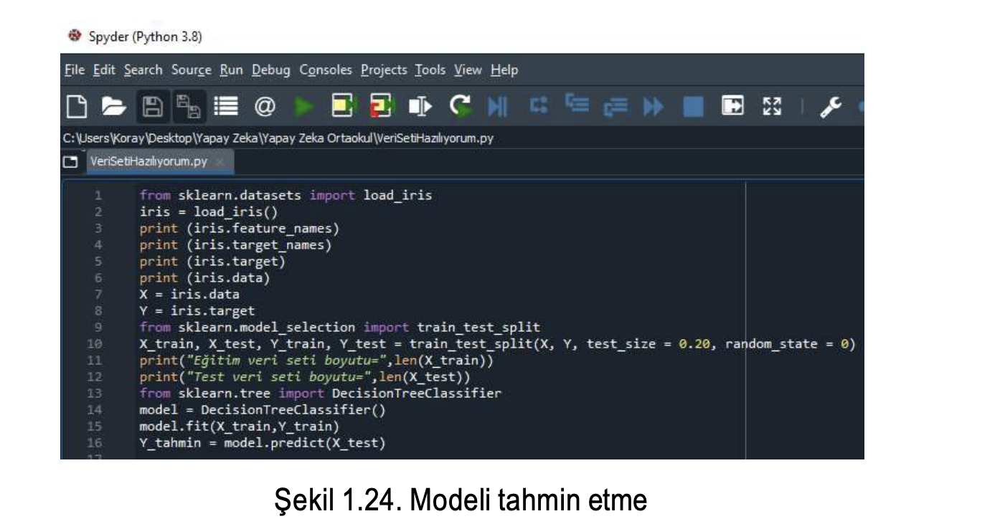 Spyder (Python 3.8)
File Edit Search Source Run Debug Consoles Projects Tools View Help
C:\Users\Koray\Desktop\Yapay Zeka\Yapay Zeka Ortaokul\VeriSetiHazılıyorum.py
VeriSetiHazılıyorum.py
1 from sklearn.datasets import load_iris
2 iris = load_iris()
3 print (iris.feature_names)
4 print (iris.target_names)
5 print (iris.target)
6 print (iris.data)
7 X = iris.data
8 Y = iris.target
9 from sklearn.model_selection import train_test_split
10 X_train, X_test, Y_train, Y_test = train_test_split(X, Y, test_size = 0.20, random_state = 0)
11 print("Eğitim veri seti boyutu=",len(X_train))
12 print("Test veri seti boyutu=",len(X_test))
13 from sklearn.tree import DecisionTreeClassifier
14 model = DecisionTreeClassifier()
15 model.fit(X_train,Y_train)
16 Y_tahmin = model.predict(X_test)
17
Şekil 1.24. Modeli tahmin etme